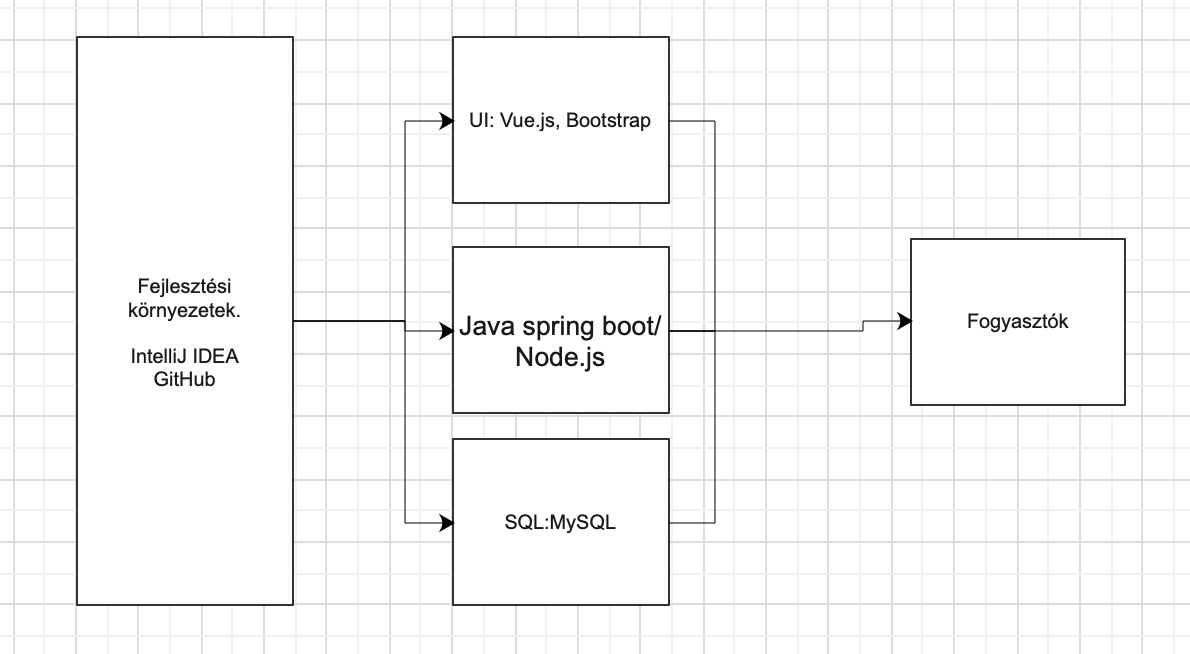 Fejlesztési
környezetek.
IntelliJ IDEA
GitHub
UI: Vue.js, Bootstrap
Java spring boot/
Node.js
SQL:MySQL
Fogyasztók